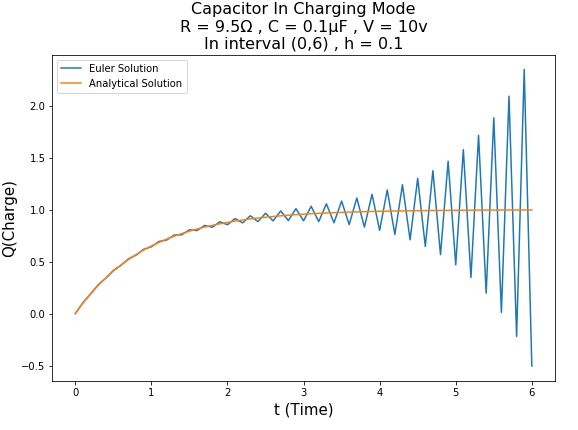 Capacitor In Charging Mode
R = 9.5Ω , C = 0.1μF , V = 10v
In interval (0,6) , h = 0.1
Euler Solution
Analytical Solution
2.0
1.5
1.0
0.5
0.0
−0.5
Q(Charge)
0 1 2 3 4 5 6
t (Time)